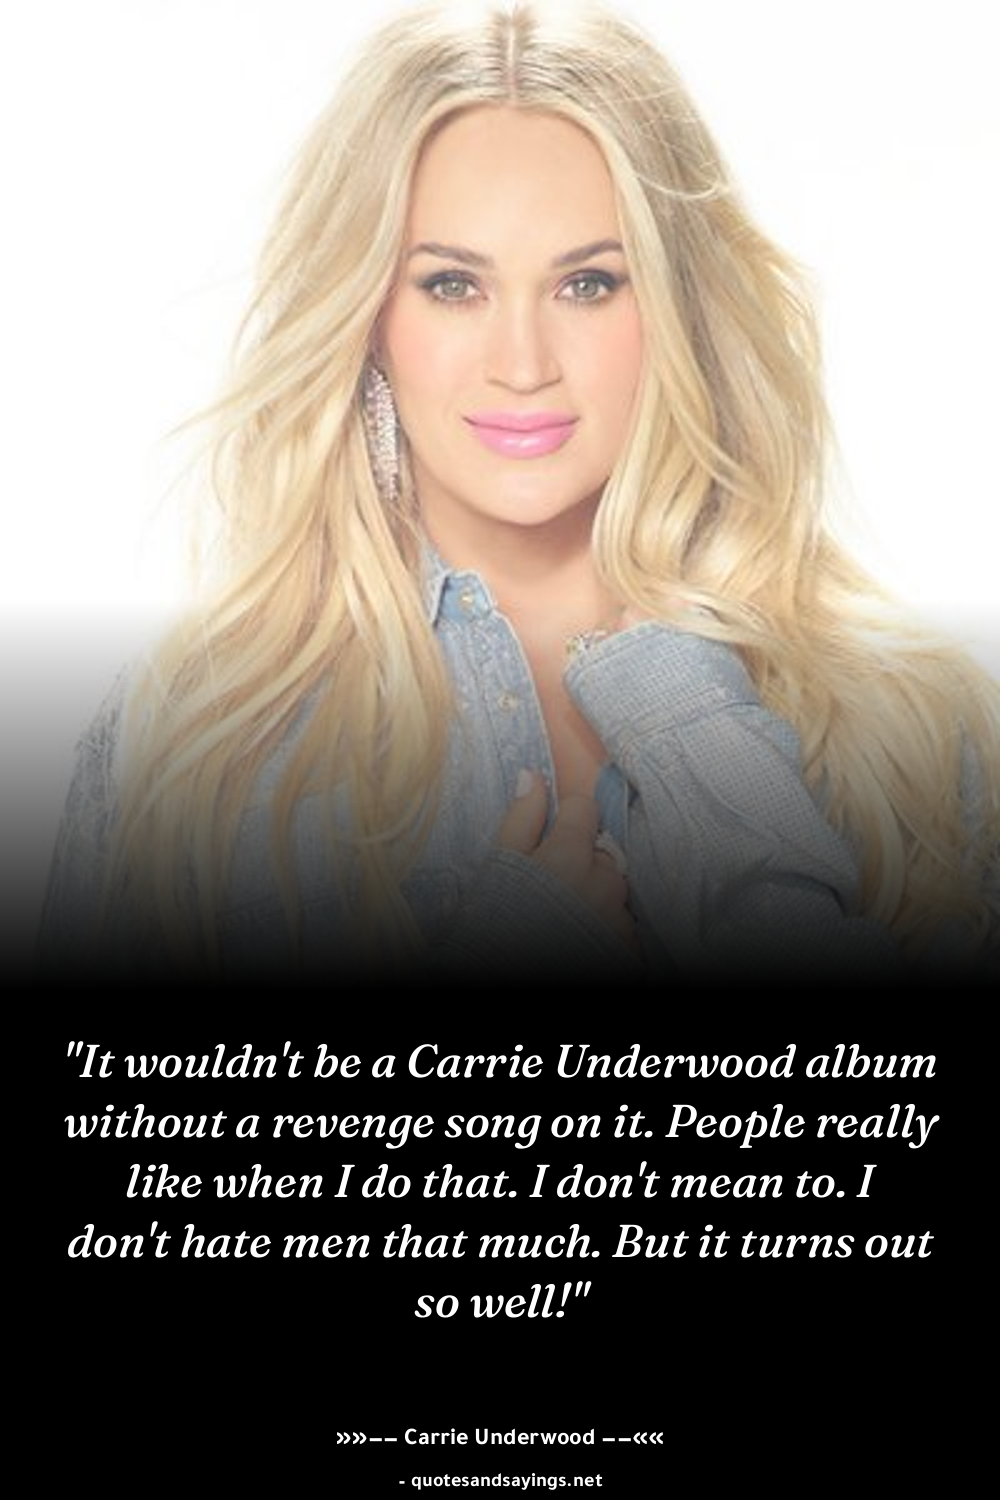 "It wouldn't be a Carrie Underwood album
without a revenge song on it. People really
like when I do that. I don't mean to. I
don't hate men that much. But it turns out
so well!"
»»−− Carrie Underwood −−««
- quotesandsayings.net